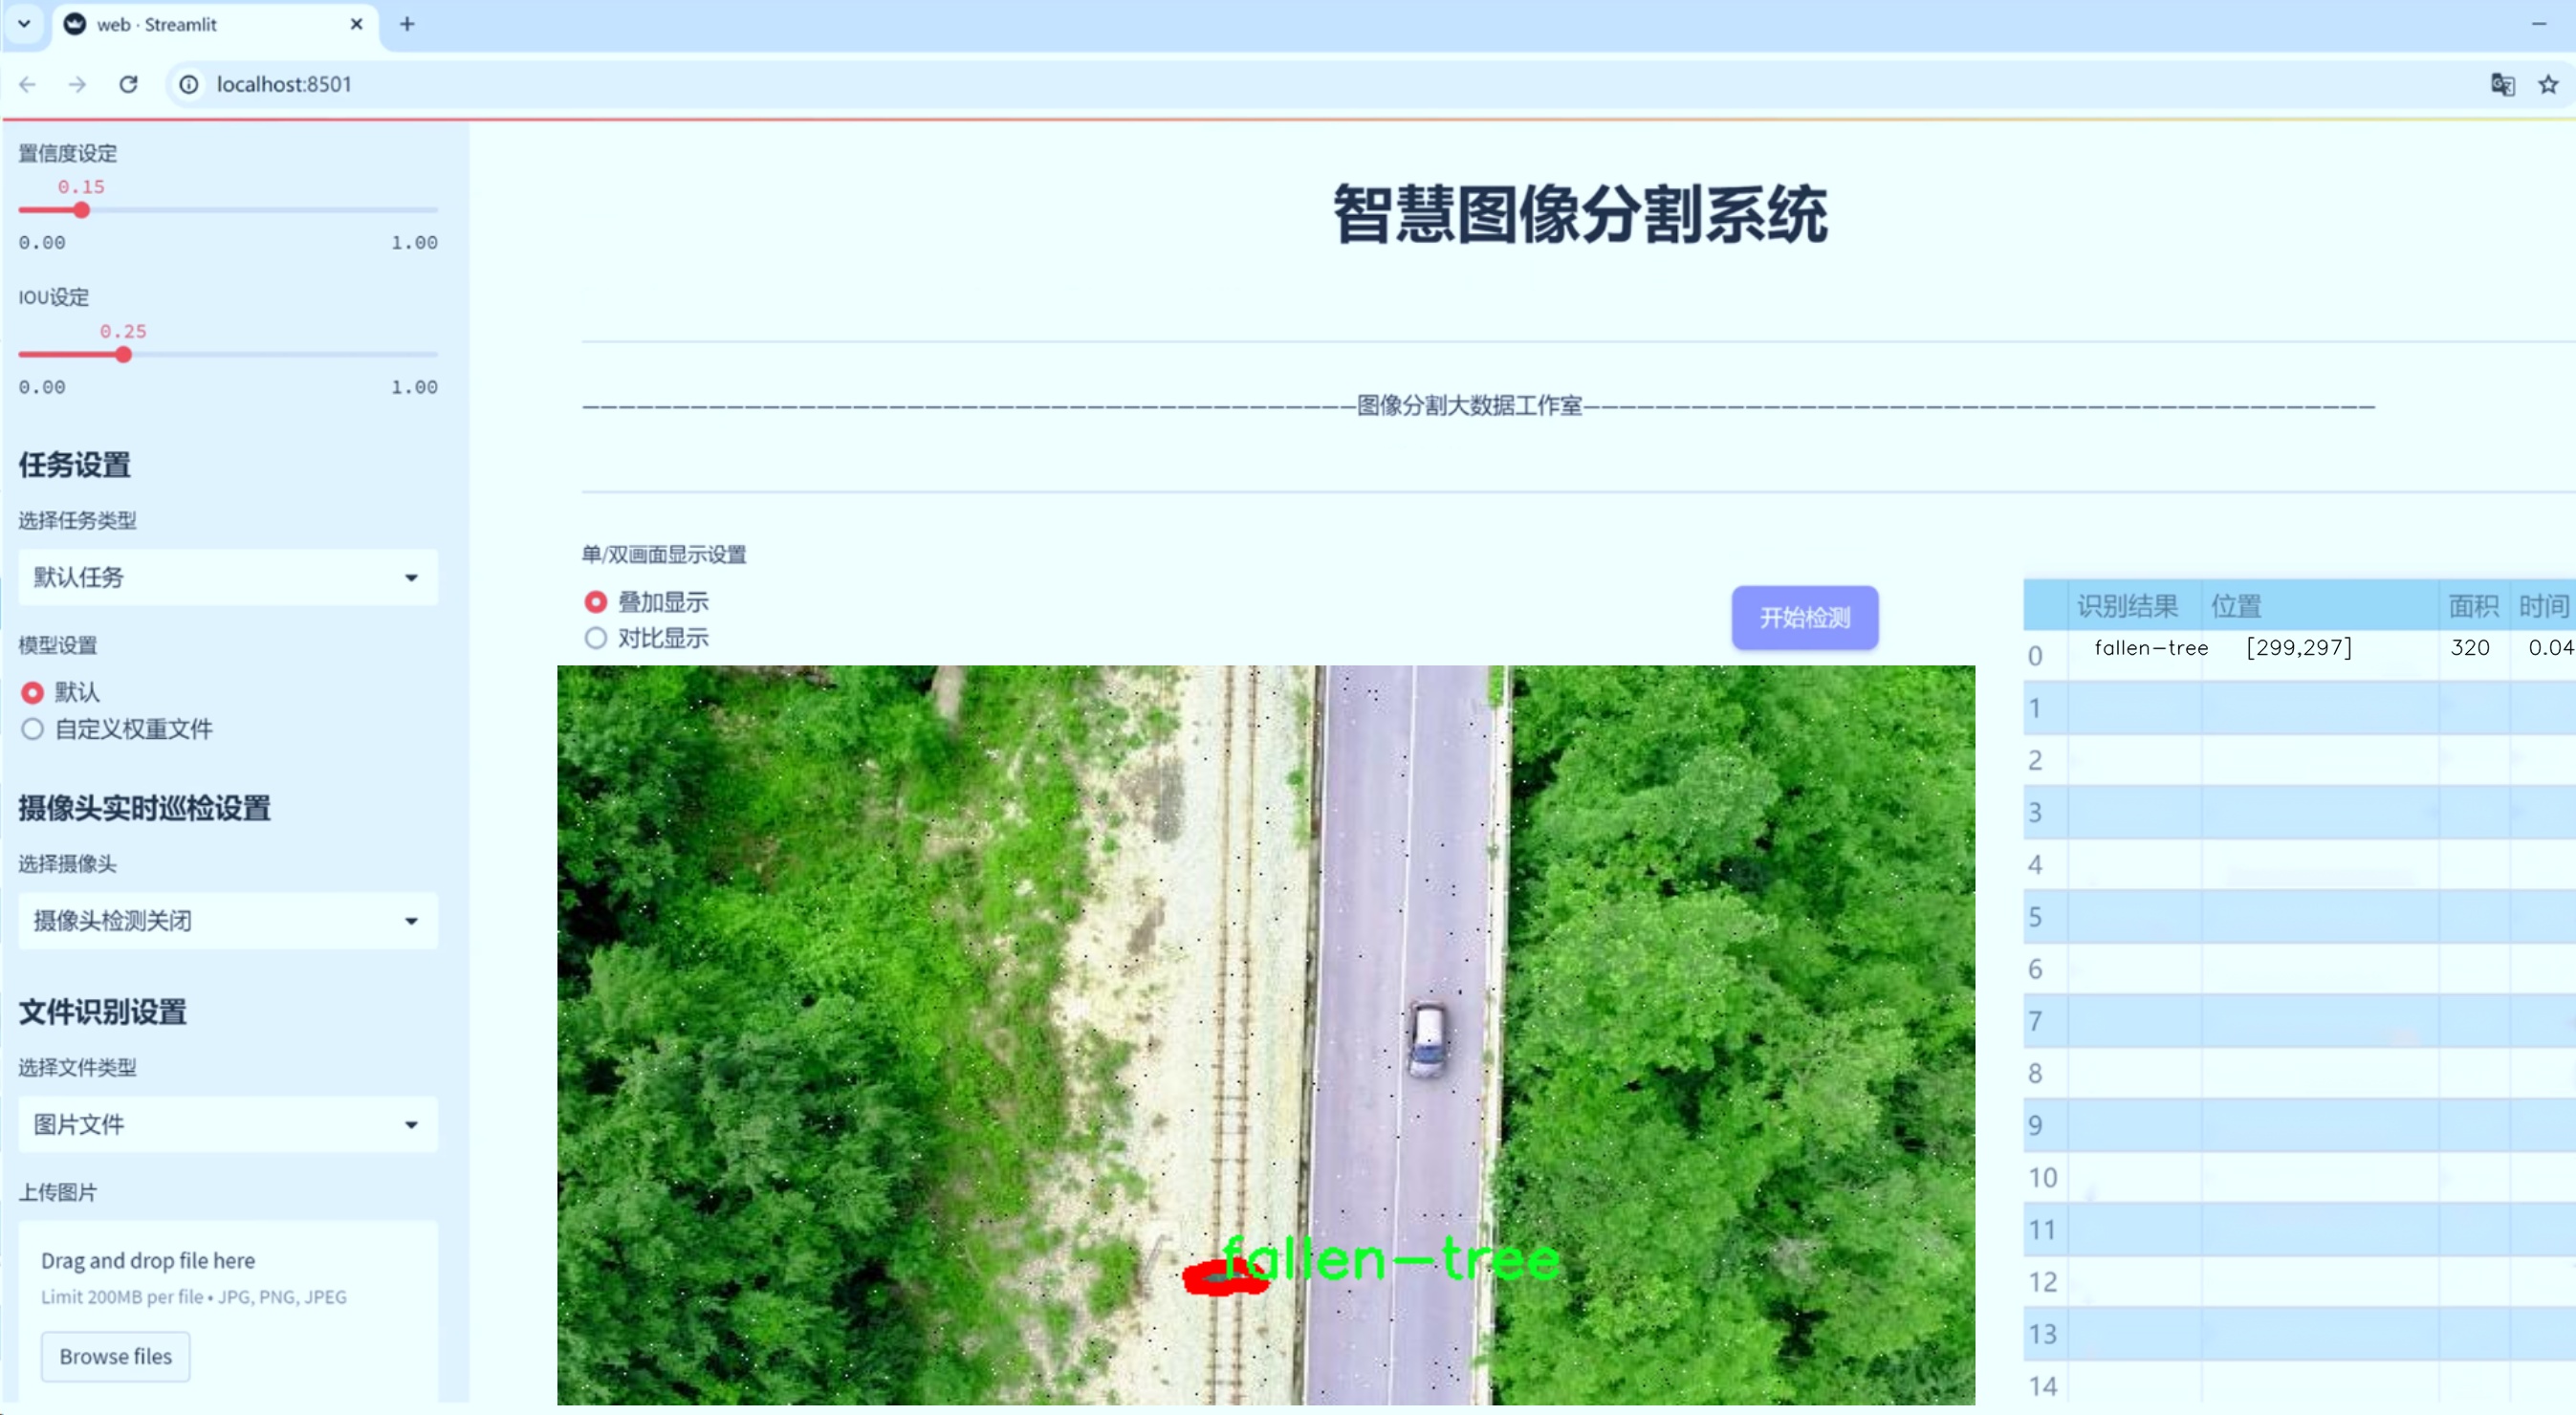 web · Streamlit
localhost:8501
置信度设定
0.15
0.00 1.00
IOU设定
0.25
0.00 1.00
任务设置
选择任务类型
默认任务
模型设置
默认
自定义权重文件
摄像头实时巡检设置
选择摄像头
摄像头检测关闭
文件识别设置
选择文件类型
图片文件
上传图片
Drag and drop file here
Limit 200MB per file • JPG, PNG, JPEG
Browse files
智慧图像分割系统
图像分割大数据工作室
单/双画面显示设置
叠加显示
对比显示
开始检测
fallen-tree
识别结果 位置 面积 时间
0 fallen-tree [299,297] 320 0.04
1
2
3
4
5
6
7
8
9
10
11
12
13
14